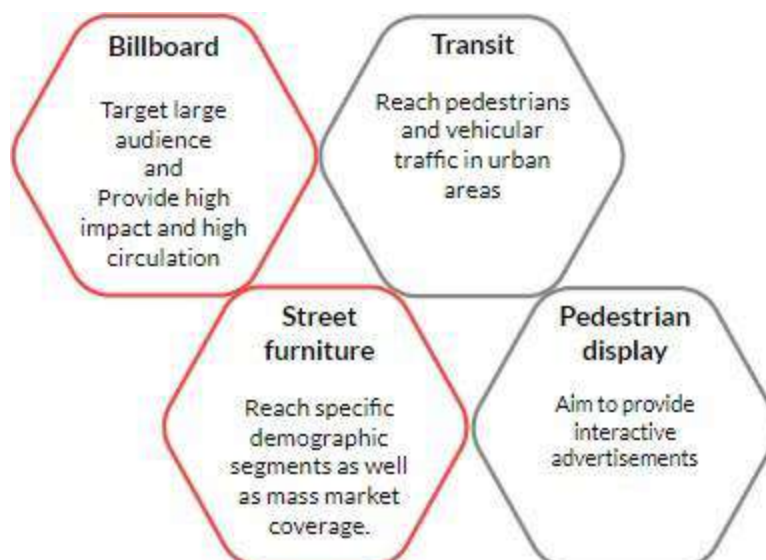 Billboard
Target large
audience
and
Provide high
impact and high
circulation
Transit
Reach pedestrians
and vehicular
traffic in urban
areas
Street
furniture
Reach specific
demographic
segments as well
as mass market
coverage.
Pedestrian
display
Aim to provide
interactive
advertisements